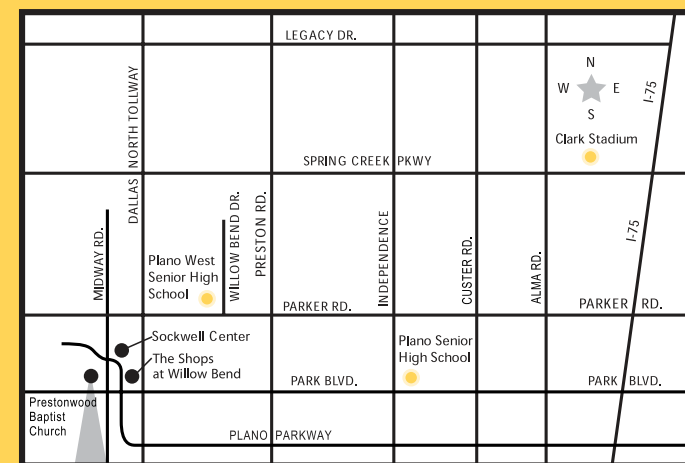 LEGACY DR.
N
W E
S
I-75
Clark Stadium
DALLAS NORTH TOLLWAY
SPRING CREEK PKWY
MIDWAY RD.
WILLOW BEND DR.
PRESTON RD.
INDEPENDENCE
CUSTER RD.
ALMA RD.
I-75
Plano West
Senior High
School
PARKER RD.
PARKER RD.
Sockwell Center
The Shops
at Willow Bend
Plano Senior
High School
PARK BLVD.
PARK BLVD.
Prestonwood
Baptist
Church
PLANO PARKWAY